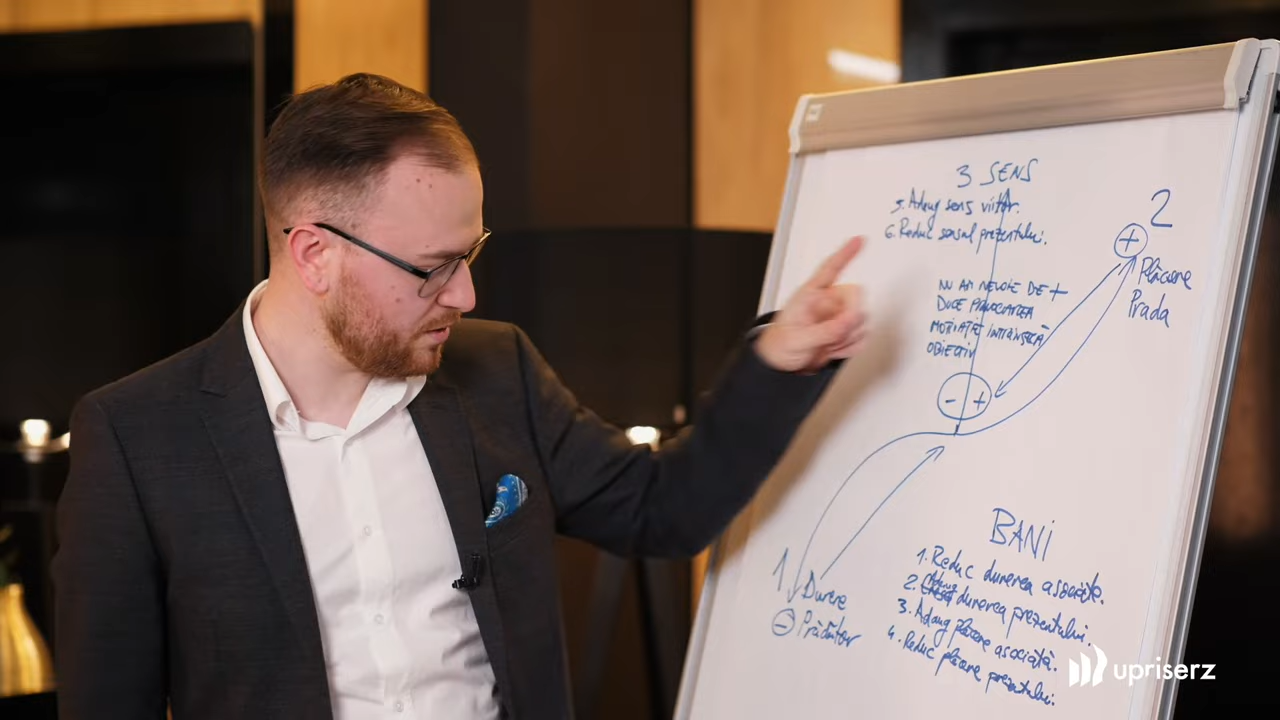 3 SENS
5. Adaug sens viitor.
6. Reduc sensul prezentului.
2
+
Plăcere
Prada
NU AM NEVOIE DE +
DUCE PROVOCAREA
MOTIVAȚIE INTRINSECĂ
OBIECTIV
- +
1
Durere
- Prădător
BANI
1. Reduc durerea asociată.
2. Adaug durerea prezentului.
3. Adaug plăcere asociată.
4. Reduc plăcere prezentului.
upriserz